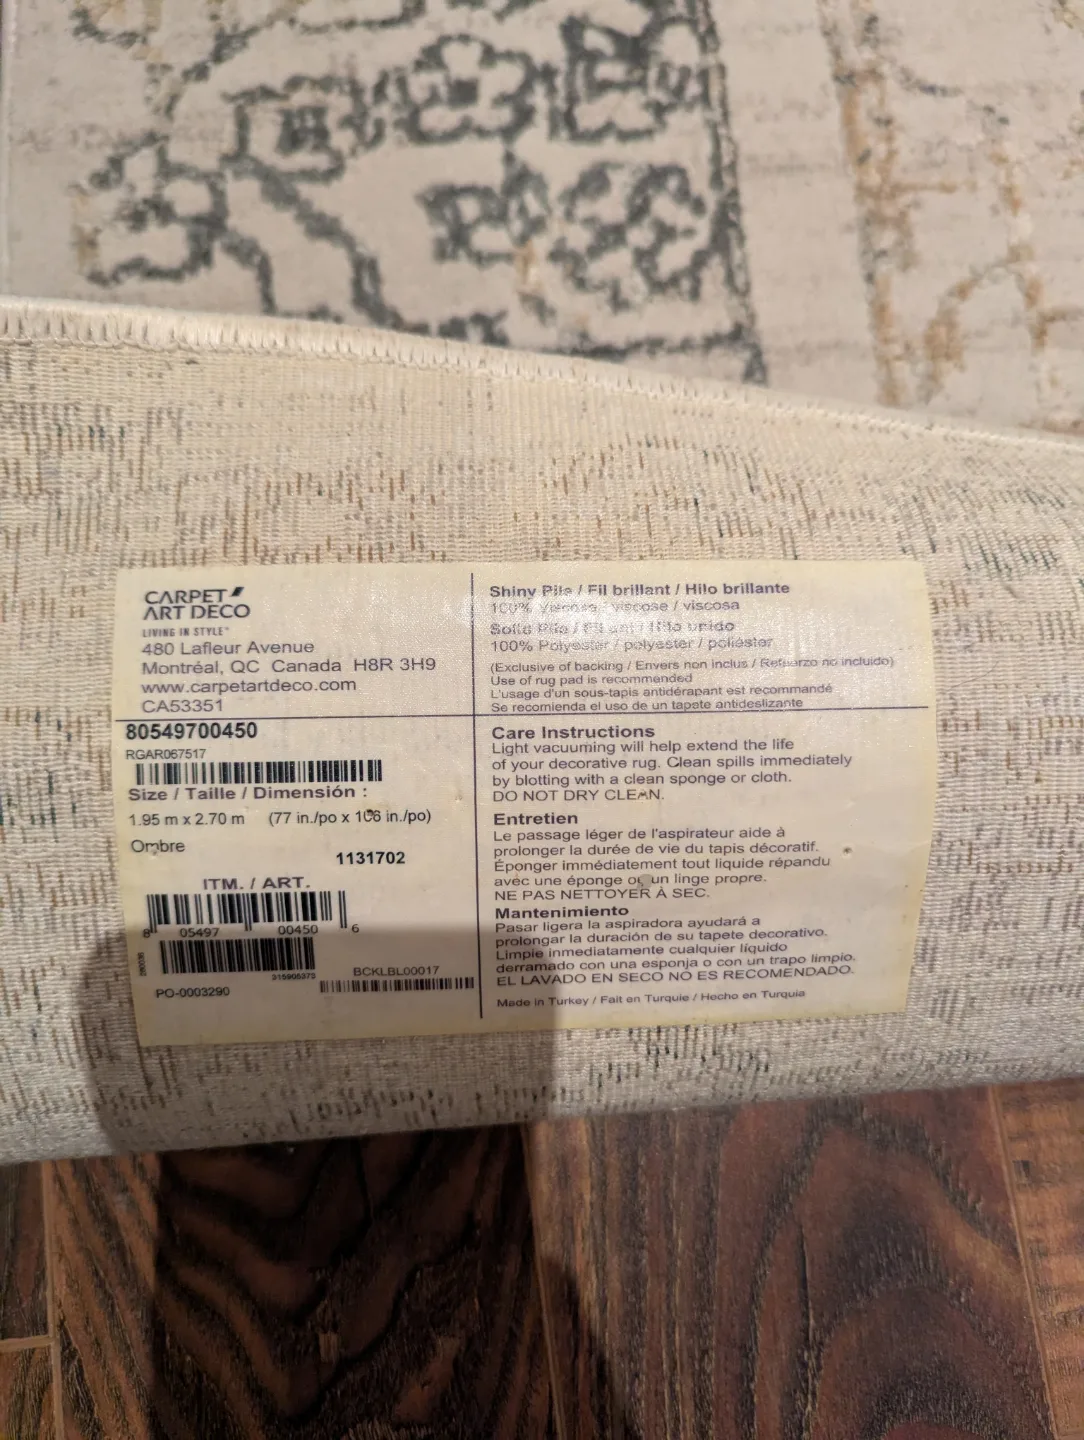 CARPET
ART DECO
LIVING IN STYLE
480 Lafleur Avenue
Montréal, QC Canada H8R 3H9
www.carpetartdeco.com
CA53351
Shiny Pile / Fil brillant / Hilo brillante
100% Viscose / viscose / viscosa
Solid Pile / Fil uni / Hilo unido
100% Polyester / polyester / poliéster
(Exclusive of backing / Envers non inclus / Refuerzo no incluido)
Use of rug pad is recommended
L'usage d'un sous-tapis antidérapant est recommandé
Se recomienda el uso de un tapete antideslizante
80549700450
RGAR067517
Size / Taille / Dimensión :
1.95 m x 2.70 m (77 in./po x 106 in./po)
Ombre
1131702
ITM. / ART.
8 05497 00450 6
315905373
PO-0003290
BCKLBL00017
Care Instructions
Light vacuuming will help extend the life
of your decorative rug. Clean spills immediately
by blotting with a clean sponge or cloth.
DO NOT DRY CLEAN.
Entretien
Le passage léger de l'aspirateur aide à
prolonger la durée de vie du tapis décoratif.
Éponger immédiatement tout liquide répandu
avec une éponge ou un linge propre.
NE PAS NETTOYER À SEC.
Mantenimiento
Pasar ligera la aspiradora ayudará a
prolongar la duración de su tapete decorativo.
Limpie inmediatamente cualquier líquido
derramado con una esponja o con un trapo limpio.
EL LAVADO EN SECO NO ES RECOMENDADO.
Made in Turkey / Fait en Turquie / Hecho en Turquía